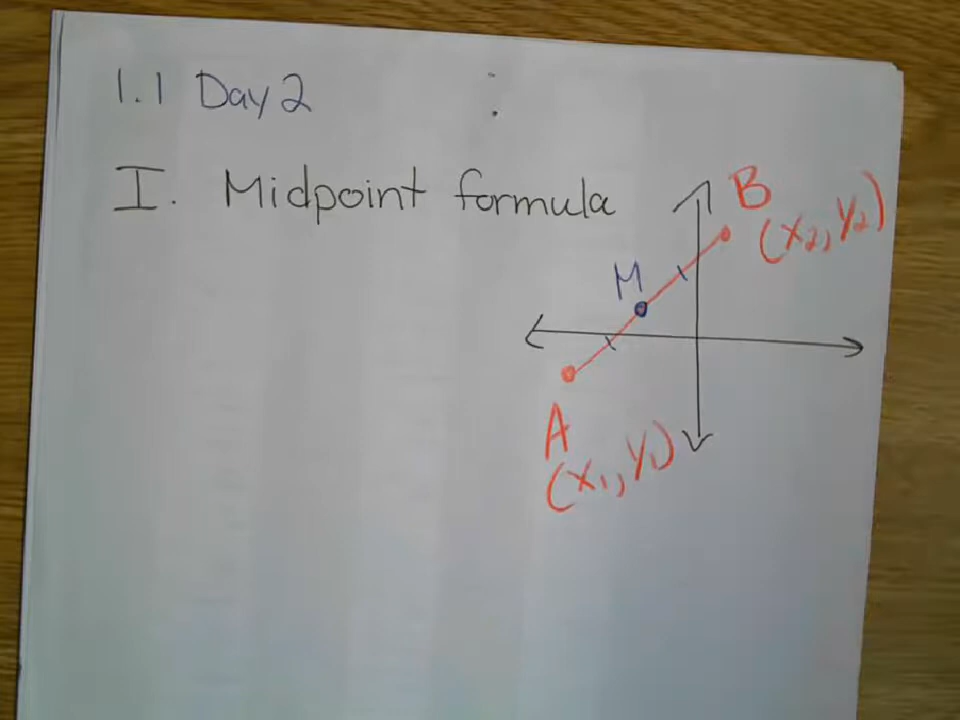 1.1 Day 2
I. Midpoint formula
B
(x₂, y₂)
M
A
(x₁, y₁)